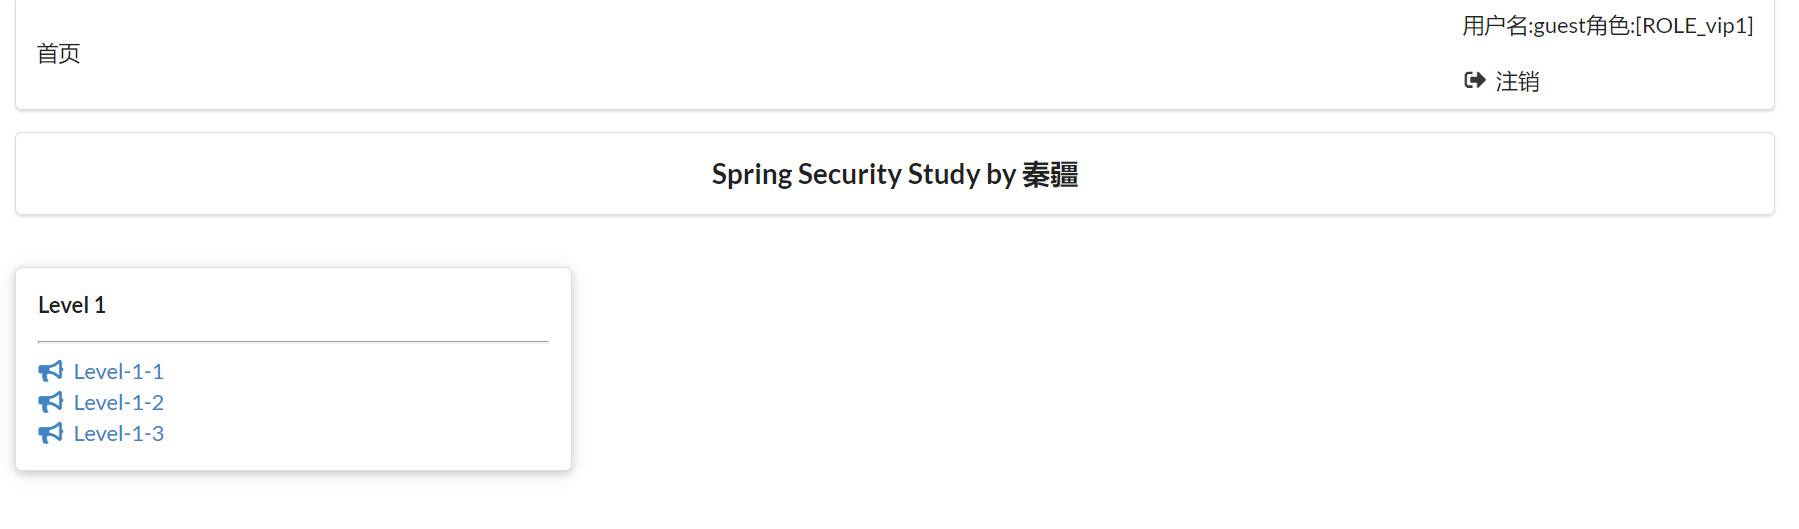 首页
用户名:guest角色:[ROLE_vip1]
注销
Spring Security Study by 秦疆
Level 1
Level-1-1
Level-1-2
Level-1-3